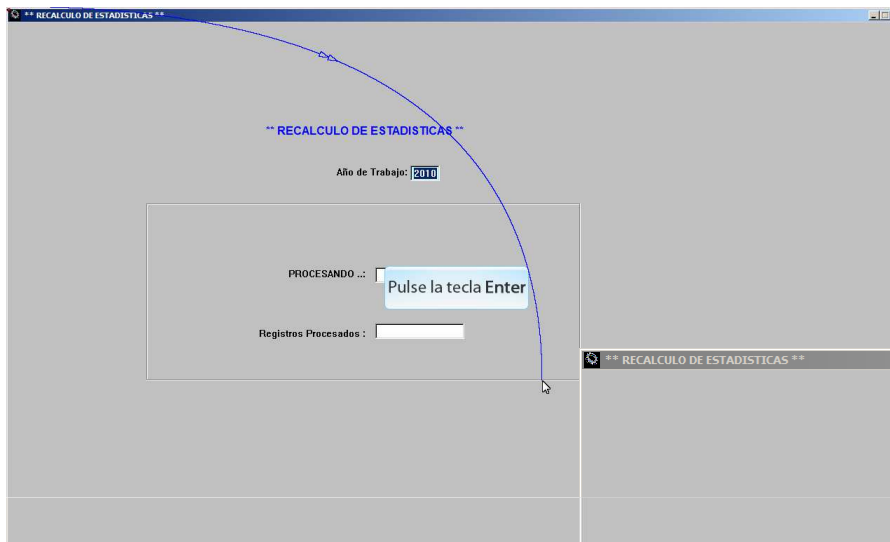 ** RECALCULO DE ESTADISTICAS **
** RECALCULO DE ESTADISTICAS **
Año de Trabajo: 2010
PROCESANDO ..:
Pulse la tecla Enter
Registros Procesados :
** RECALCULO DE ESTADISTICAS **